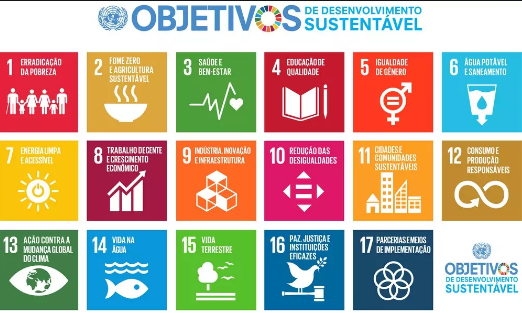 OBJETIVOS
DE DESENVOLVIMENTO
SUSTENTÁVEL
1 ERRADICAÇÃO
DA POBREZA
2 FOME ZERO
E AGRICULTURA
SUSTENTÁVEL
3 SAÚDE E
BEM-ESTAR
4 EDUCAÇÃO DE
QUALIDADE
5 IGUALDADE
DE GÊNERO
6 ÁGUA POTÁVEL
E SANEAMENTO
7 ENERGIA LIMPA
E ACESSÍVEL
8 TRABALHO DECENTE
E CRESCIMENTO
ECONÔMICO
9 INDÚSTRIA, INOVAÇÃO
E INFRAESTRUTURA
10 REDUÇÃO DAS
DESIGUALDADES
11 CIDADES E
COMUNIDADES
SUSTENTÁVEIS
12 CONSUMO E
PRODUÇÃO
RESPONSÁVEIS
13 AÇÃO CONTRA A
MUDANÇA GLOBAL
DO CLIMA
14 VIDA NA
ÁGUA
15 VIDA
TERRESTRE
16 PAZ, JUSTIÇA E
INSTITUIÇÕES
EFICAZES
17 PARCERIAS E MEIOS
DE IMPLEMENTAÇÃO
OBJETIVOS
DE DESENVOLVIMENTO
SUSTENTÁVEL